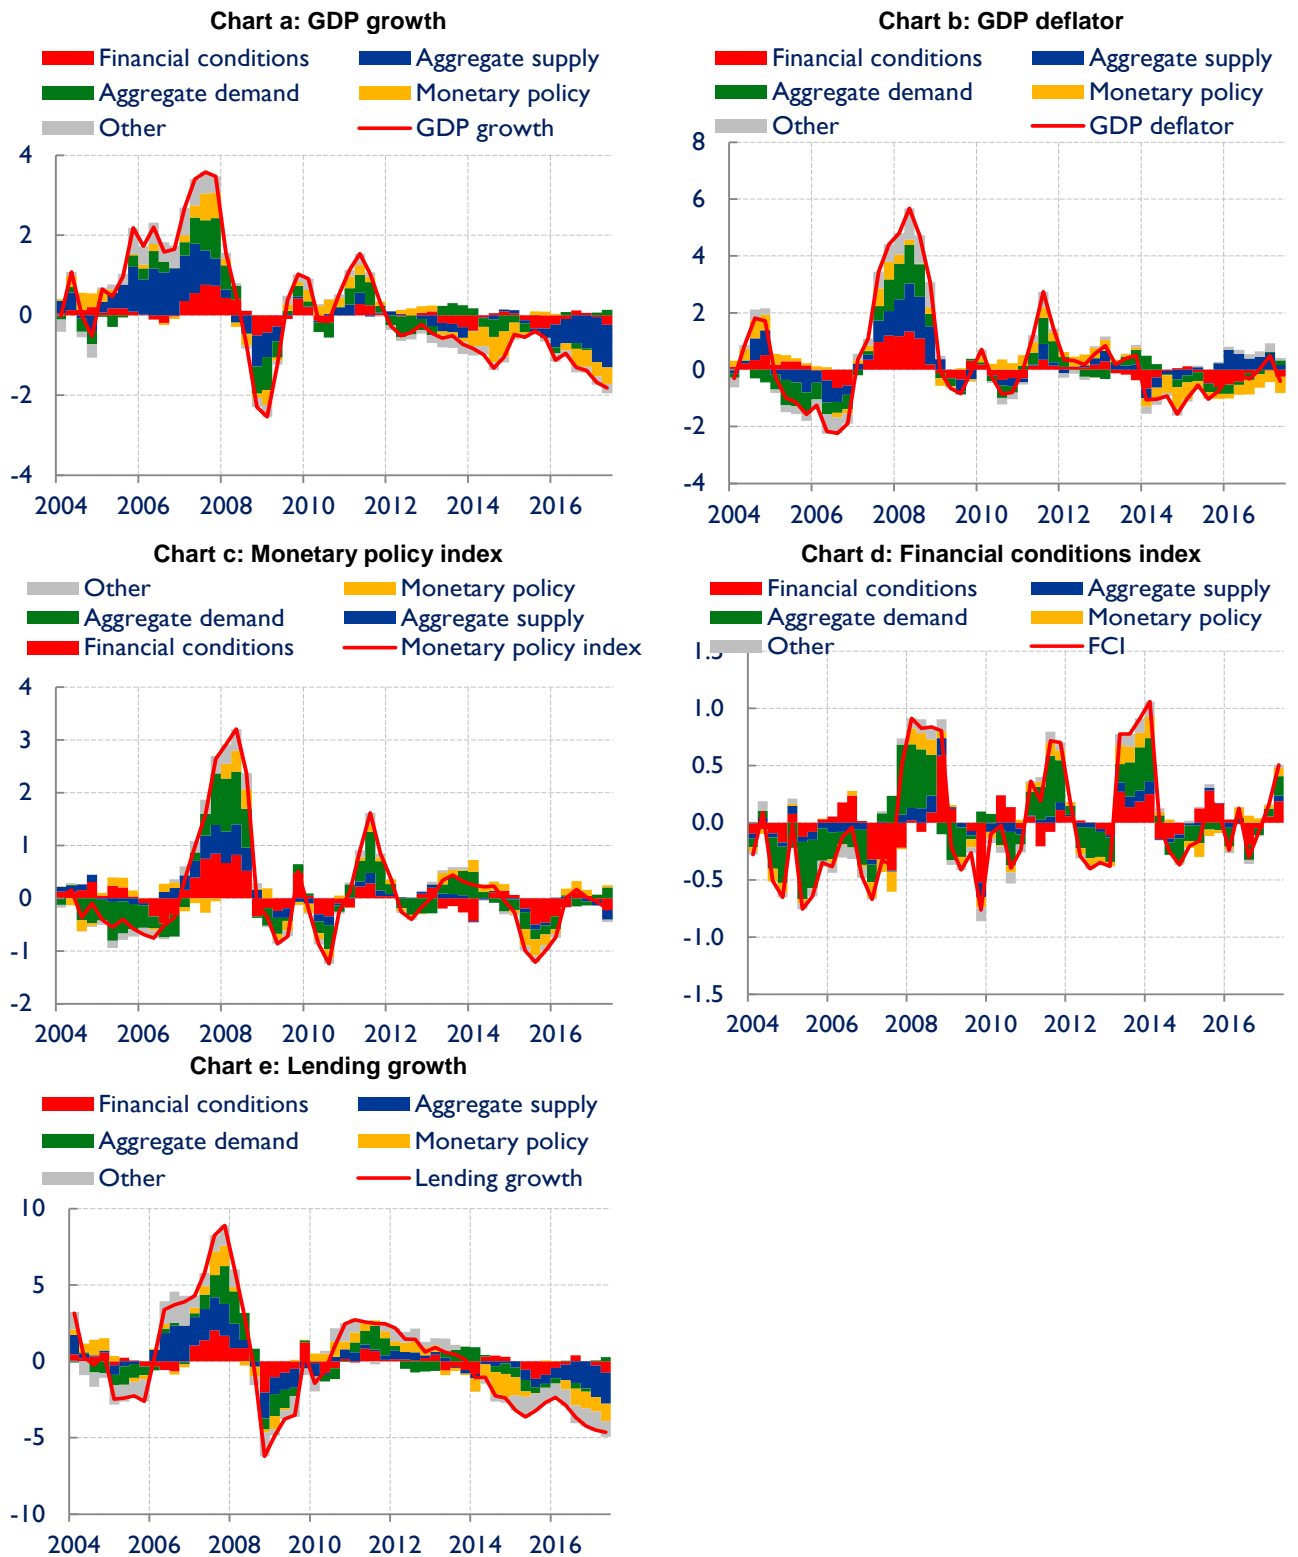 Chart a: GDP growth
Financial conditions
Aggregate supply
Aggregate demand
Monetary policy
Other
GDP growth
4
2
0
-2
-4
2004 2006 2008 2010 2012 2014 2016
Chart b: GDP deflator
Financial conditions
Aggregate supply
Aggregate demand
Monetary policy
Other
GDP deflator
8
6
4
2
0
-2
-4
2004 2006 2008 2010 2012 2014 2016
Chart c: Monetary policy index
Other
Monetary policy
Aggregate demand
Aggregate supply
Financial conditions
Monetary policy index
4
3
2
1
0
-1
-2
2004 2006 2008 2010 2012 2014 2016
Chart d: Financial conditions index
Financial conditions
Aggregate supply
Aggregate demand
Monetary policy
Other
FCI
1.5
1.0
0.5
0.0
-0.5
-1.0
-1.5
2004 2006 2008 2010 2012 2014 2016
Chart e: Lending growth
Financial conditions
Aggregate supply
Aggregate demand
Monetary policy
Other
Lending growth
10
5
0
-5
-10
2004 2006 2008 2010 2012 2014 2016